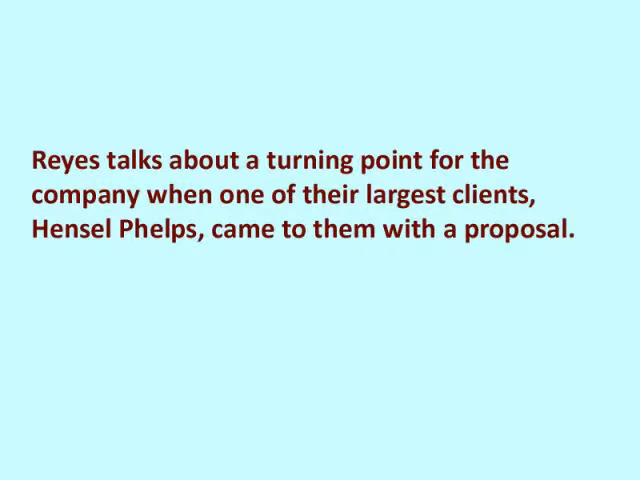 Reyes talks about a turning point for the
company when one of their largest clients,
Hensel Phelps, came to them with a proposal.